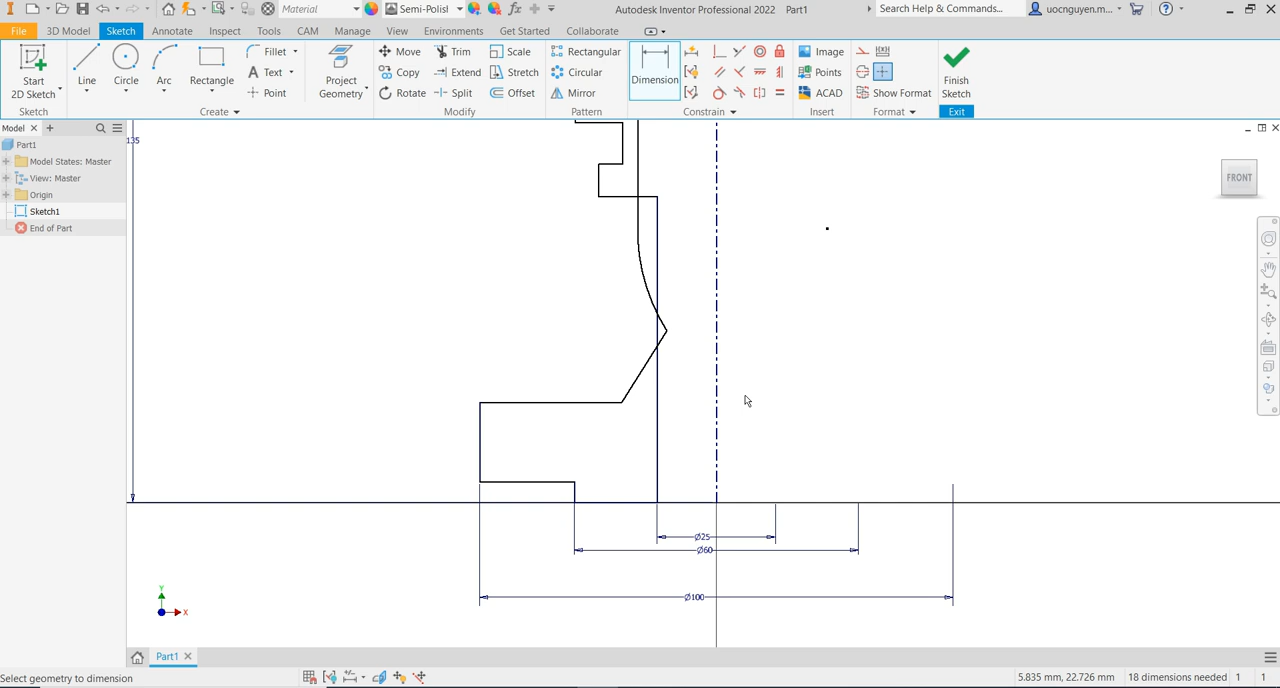 Material Semi-Polisl Autodesk Inventor Professional 2022 Part1 Search Help & Commands... uocnguyen.m...
File 3D Model Sketch Annotate Inspect Tools CAM Manage View Environments Get Started Collaborate
Start
2D Sketch
Line
Circle
Arc
Rectangle
Fillet
Text
Point
Project
Geometry
Move
Copy
Rotate
Trim
Extend
Split
Scale
Stretch
Offset
Rectangular
Circular
Mirror
Dimension
Image
Points
ACAD
Show Format
Finish
Sketch
Sketch Create Modify Pattern Constrain Insert Format Exit
Model
Part1
Model States: Master
View: Master
Origin
Sketch1
End of Part
135
FRONT
Ø25
Ø60
Ø100
Y
X
Part1
Select geometry to dimension
5.835 mm, 22.726 mm 18 dimensions needed 1 1